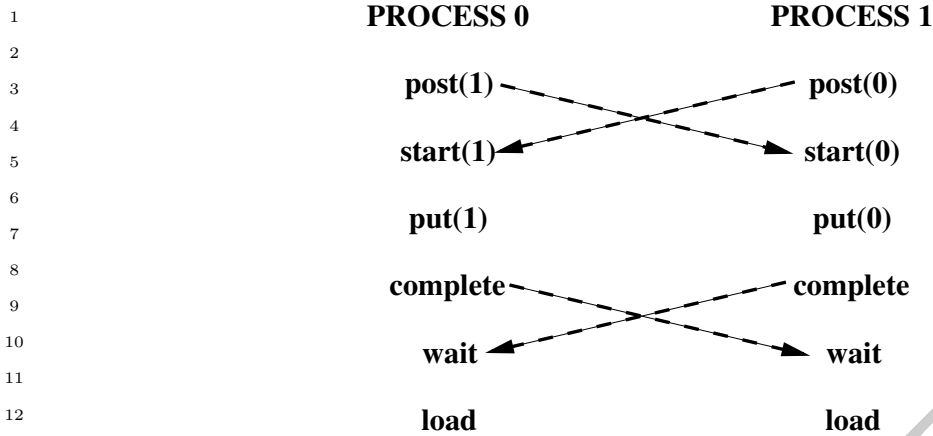 1 PROCESS 0 PROCESS 1
2
3 post(1) post(0)
4
5 start(1) start(0)
6
7 put(1) put(0)
8 complete complete
9
10 wait wait
11
12 load load